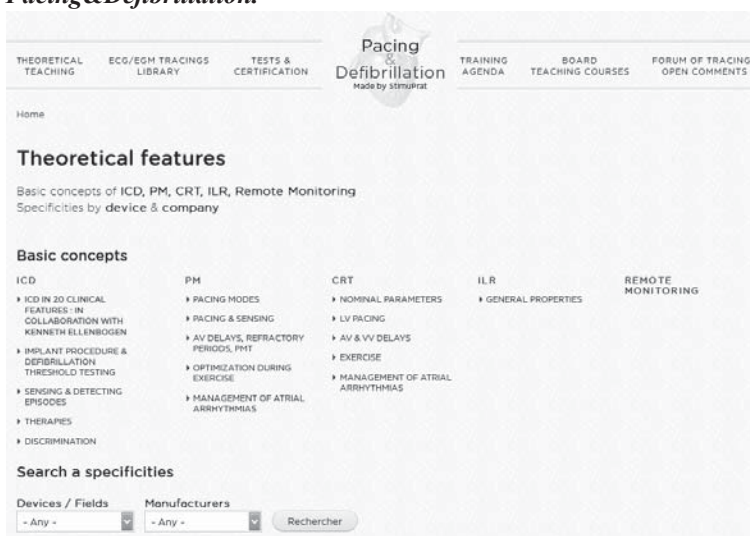 Pacing&Defibrillation.
THEORETICAL TEACHING
ECG/EGM TRACINGS LIBRARY
TESTS & CERTIFICATION
Pacing
&
Defibrillation
Made by StimuPrat
TRAINING AGENDA
BOARD TEACHING COURSES
FORUM OF TRACING
OPEN COMMENTS
Home
Theoretical features
Basic concepts of ICD, PM, CRT, ILR, Remote Monitoring
Specificities by device & company
Basic concepts
ICD
▸ ICD IN 20 CLINICAL
FEATURES : IN
COLLABORATION WITH
KENNETH ELLENBOGEN
▸ IMPLANT PROCEDURE &
DEFIBRILLATION
THRESHOLD TESTING
▸ SENSING & DETECTING
EPISODES
▸ THERAPIES
▸ DISCRIMINATION
PM
▸ PACING MODES
▸ PACING & SENSING
▸ AV DELAYS, REFRACTORY
PERIODS, PMT
▸ OPTIMIZATION DURING
EXERCISE
▸ MANAGEMENT OF ATRIAL
ARRHYTHMIAS
CRT
▸ NOMINAL PARAMETERS
▸ LV PACING
▸ AV & VV DELAYS
▸ EXERCISE
▸ MANAGEMENT OF ATRIAL
ARRHYTHMIAS
ILR
▸ GENERAL PROPERTIES
REMOTE
MONITORING
Search a specificities
Devices / Fields
- Any -
Manufacturers
- Any -
Rechercher